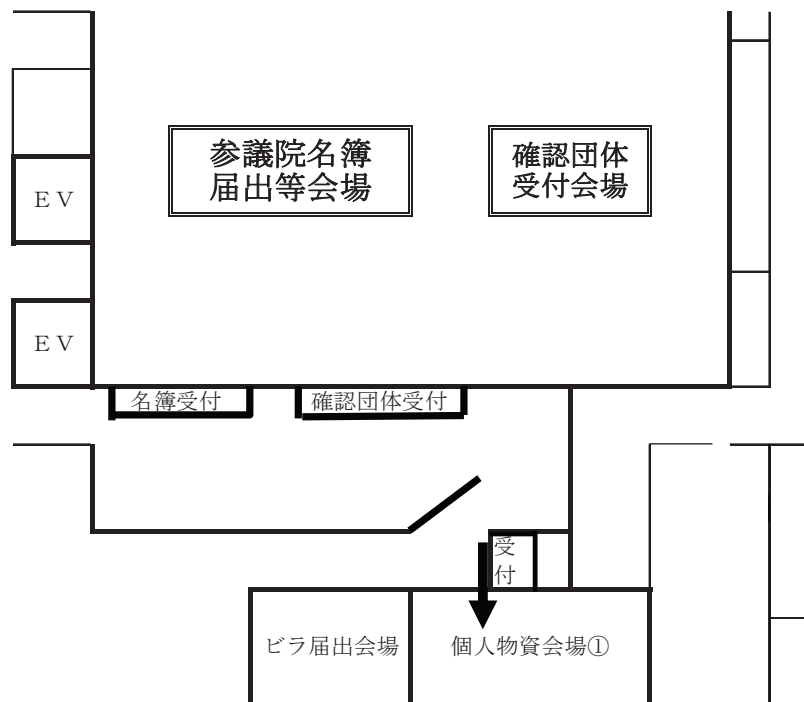 参議院名簿
届出等会場
確認団体
受付会場
ＥＶ
ＥＶ
名簿受付
確認団体受付
受
付
ビラ届出会場
個人物資会場①